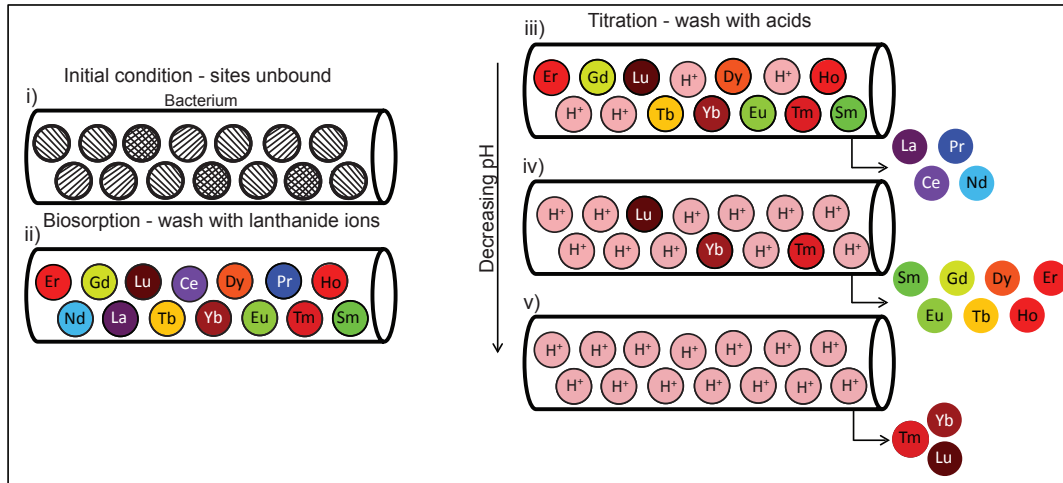 Initial condition - sites unbound
i)
Bacterium
Biosorption - wash with lanthanide ions
ii)
Er Gd Lu Ce Dy Pr Ho
Nd La Tb Yb Eu Tm Sm
Titration - wash with acids
Decreasing pH
iii)
Er Gd Lu H+ Dy H+ Ho
H+ H+ Tb Yb Eu Tm Sm
La Pr
Ce Nd
iv)
H+ H+ Lu H+ H+ H+ H+
H+ H+ H+ Yb H+ Tm H+
Sm Gd Dy Er
Eu Tb Ho
v)
H+ H+ H+ H+ H+ H+ H+
H+ H+ H+ H+ H+ H+ H+
Yb
Tm
Lu